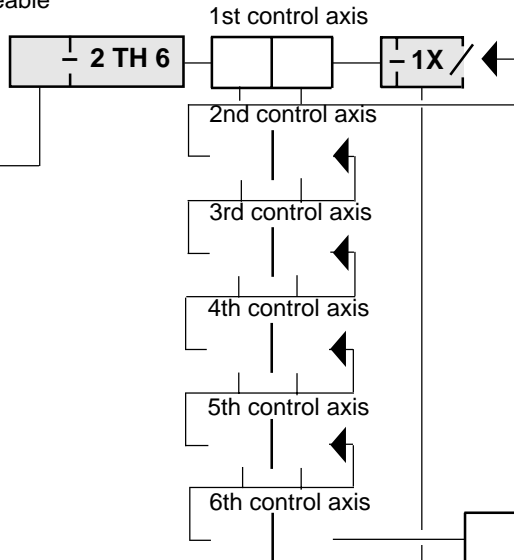 1st control axis
– 2 TH 6
– 1X /
2nd control axis
3rd control axis
4th control axis
5th control axis
6th control axis